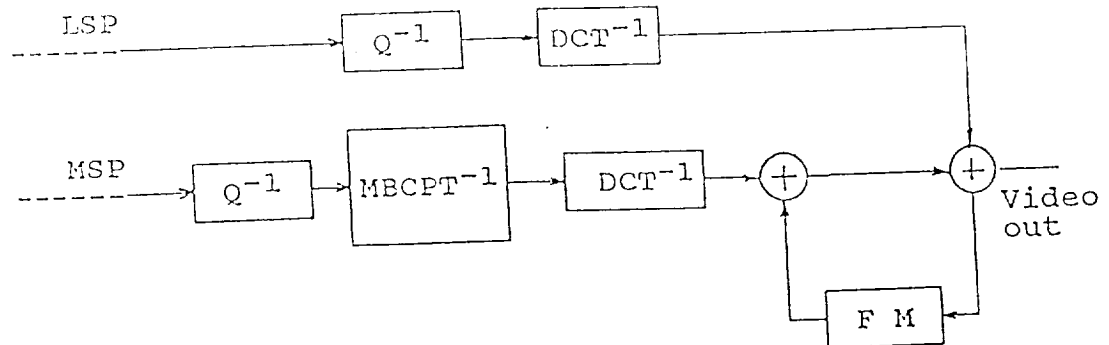 LSP
Q⁻¹
DCT⁻¹
MSP
Q⁻¹
MBCPT⁻¹
DCT⁻¹
Video
out
F M